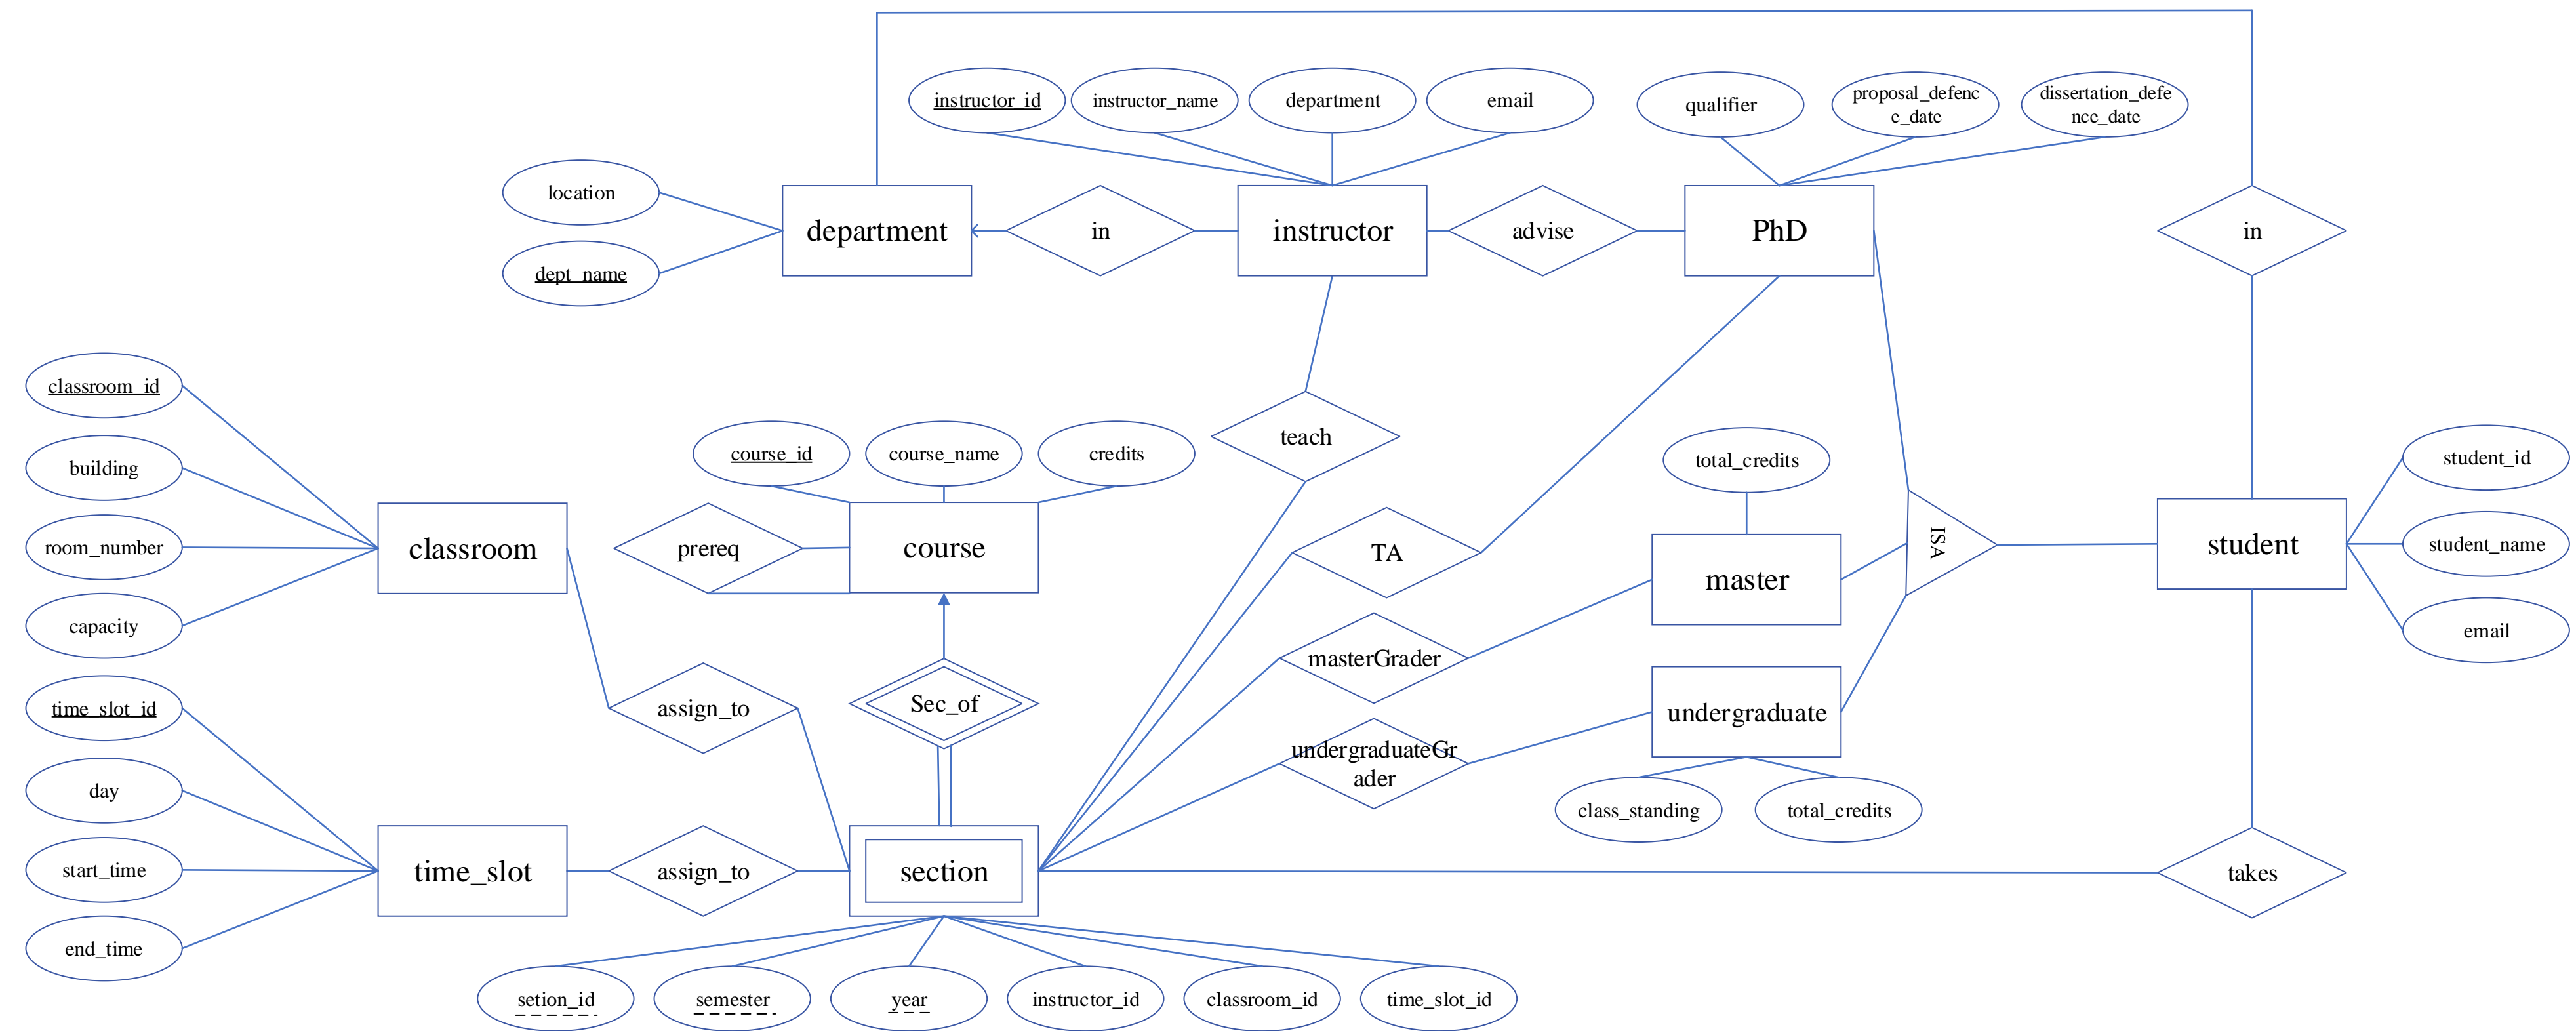 instructor_id
instructor_name
department
email
qualifier
proposal_defenc
e_date
dissertation_defe
nce_date
location
dept_name
department
in
instructor
advise
PhD
in
classroom_id
building
room_number
capacity
classroom
course_id
course_name
credits
prereq
course
teach
TA
total_credits
master
ISA
student
student_id
student_name
email
masterGrader
undergraduateGr
ader
undergraduate
class_standing
total_credits
time_slot_id
day
start_time
end_time
time_slot
assign_to
assign_to
Sec_of
section
takes
setion_id
semester
year
instructor_id
classroom_id
time_slot_id